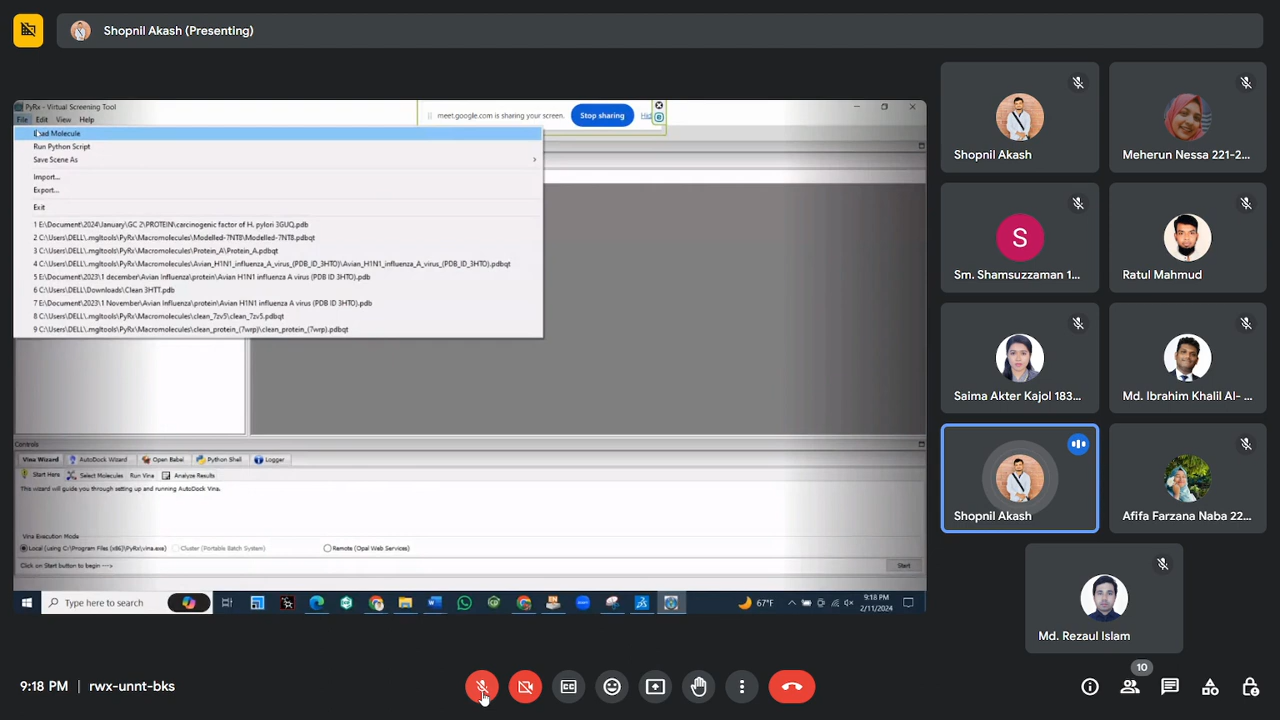 Shopnil Akash (Presenting)
PyRx - Virtual Screening Tool
meet.google.com is sharing your screen.
Stop sharing
File Edit View Help
Load Molecule
Run Python Script
Save Scene As
Import...
Export...
Exit
1 E:\Document\2024\January\GC 2\PROTEIN\carcinogenic factor of H. pylori 3GUQ.pdb
2 C:\Users\DELL\.mgltools\PyRx\Macromolecules\Modelled-7NT8\Modelled-7NT8.pdbqt
3 C:\Users\DELL\.mgltools\PyRx\Macromolecules\Protein_A\Protein_A.pdbqt
4 C:\Users\DELL\.mgltools\PyRx\Macromolecules\Avian_H1N1_influenza_A_virus_(PDB_ID_3HTO)\Avian_H1N1_influenza_A_virus_(PDB_ID_3HTO).pdbqt
5 E:\Document\2023\1 december\Avian Influenza\protein\Avian H1N1 influenza A virus (PDB ID 3HTO).pdb
6 C:\Users\DELL\Downloads\Clean 3HTT.pdb
7 E:\Document\2023\1 November\Avian Influenza\protein\Avian H1N1 influenza A virus (PDB ID 3HTO).pdb
8 C:\Users\DELL\.mgltools\PyRx\Macromolecules\clean_7zv5\clean_7zv5.pdbqt
9 C:\Users\DELL\.mgltools\PyRx\Macromolecules\clean_protein_(7wrp)\clean_protein_(7wrp).pdbqt
Controls
Vina Wizard AutoDock Wizard Open Babel Python Shell Logger
Start Here Select Molecules Run Vina Analyze Results
This wizard will guide you through setting up and running AutoDock Vina.
Vina Execution Mode
Local (using C:\Program Files (x86)\PyRx\vina.exe) Cluster (Portable Batch System) Remote (Opal Web Services)
Click on Start button to begin --->
Start
Type here to search
67°F
9:18 PM
2/11/2024
Shopnil Akash
Meherun Nessa 221-2...
S
Sm. Shamsuzzaman 1...
Ratul Mahmud
Saima Akter Kajol 183...
Md. Ibrahim Khalil Al- ...
Shopnil Akash
Afifa Farzana Naba 22...
Md. Rezaul Islam
9:18 PM | rwx-unnt-bks
10